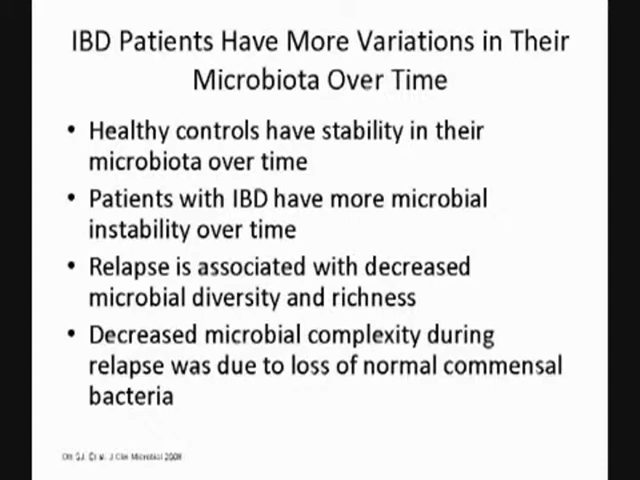 IBD Patients Have More Variations in Their
Microbiota Over Time
• Healthy controls have stability in their
microbiota over time
• Patients with IBD have more microbial
instability over time
• Relapse is associated with decreased
microbial diversity and richness
• Decreased microbial complexity during
relapse was due to loss of normal commensal
bacteria
Ott J Clin Microbiol 2008